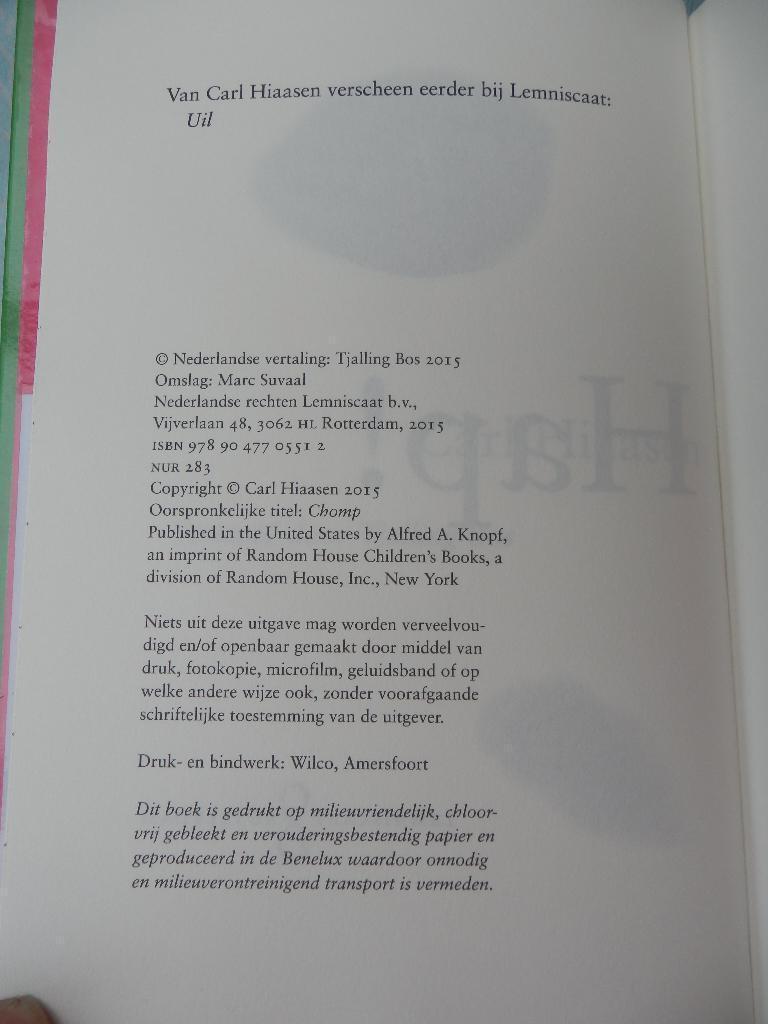 Van Carl Hiaasen verscheen eerder bij Lemniscaat:
Uil
Hap!
Carl Hiaasen
© Nederlandse vertaling: Tjalling Bos 2015
Omslag: Marc Suvaal
Nederlandse rechten Lemniscaat b.v.,
Vijverlaan 48, 3062 HL Rotterdam, 2015
ISBN 978 90 477 0551 2
NUR 283
Copyright © Carl Hiaasen 2015
Oorspronkelijke titel: Chomp
Published in the United States by Alfred A. Knopf,
an imprint of Random House Children's Books, a
division of Random House, Inc., New York
Niets uit deze uitgave mag worden verveelvou-
digd en/of openbaar gemaakt door middel van
druk, fotokopie, microfilm, geluidsband of op
welke andere wijze ook, zonder voorafgaande
schriftelijke toestemming van de uitgever.
Druk- en bindwerk: Wilco, Amersfoort
Dit boek is gedrukt op milieuvriendelijk, chloor-
vrij gebleekt en verouderingsbestendig papier en
geproduceerd in de Benelux waardoor onnodig
en milieuverontreinigend transport is vermeden.